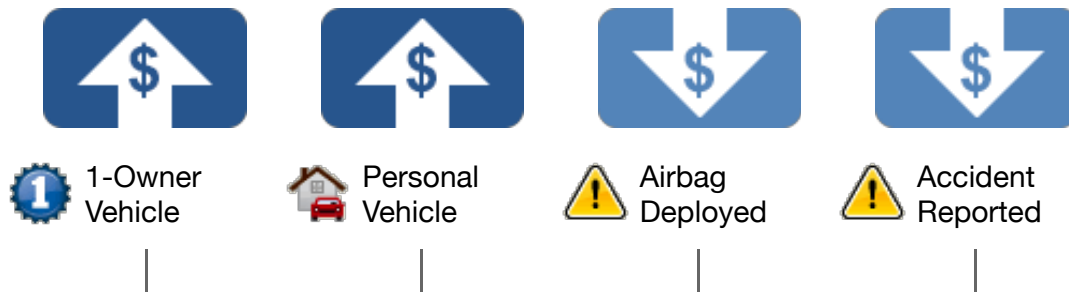 $ $ $ $
1 1-Owner Vehicle
Personal Vehicle
! Airbag Deployed
! Accident Reported